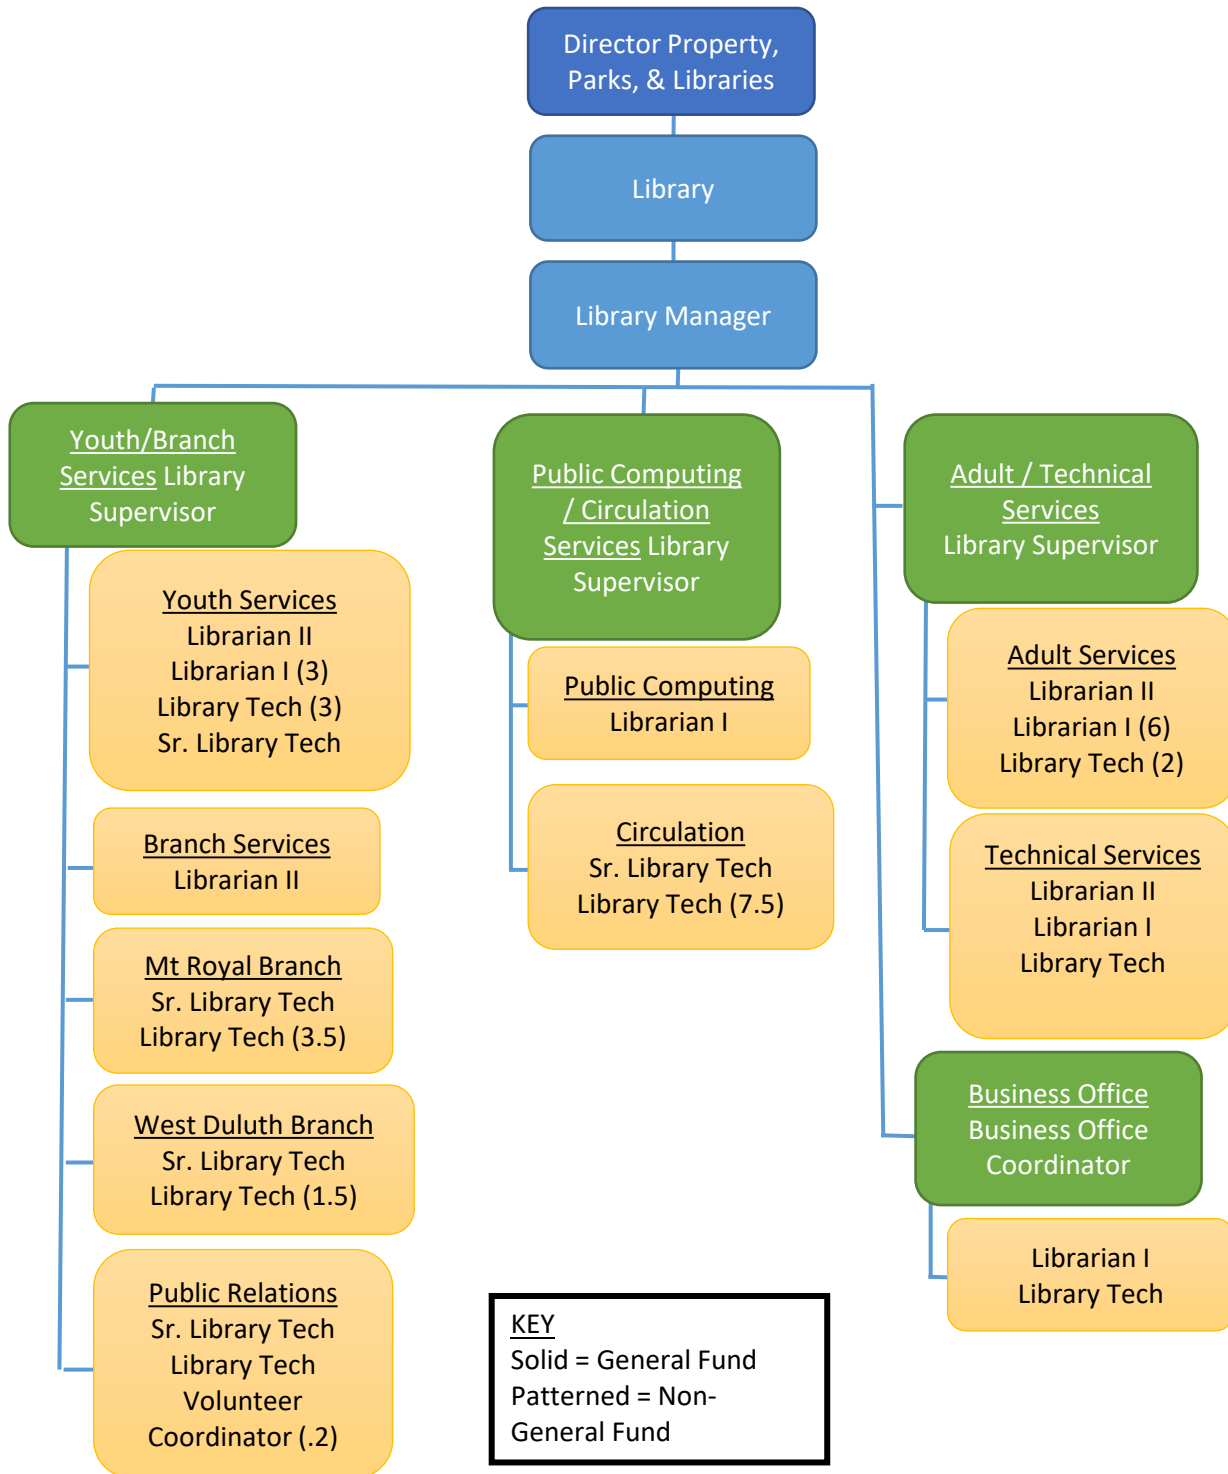 Director Property,
Parks, & Libraries
Library
Library Manager
Youth/Branch
Services Library
Supervisor
Youth Services
Librarian II
Librarian I (3)
Library Tech (3)
Sr. Library Tech
Branch Services
Librarian II
Mt Royal Branch
Sr. Library Tech
Library Tech (3.5)
West Duluth Branch
Sr. Library Tech
Library Tech (1.5)
Public Relations
Sr. Library Tech
Library Tech
Volunteer
Coordinator (.2)
Public Computing
/ Circulation
Services Library
Supervisor
Public Computing
Librarian I
Circulation
Sr. Library Tech
Library Tech (7.5)
Adult / Technical
Services
Library Supervisor
Adult Services
Librarian II
Librarian I (6)
Library Tech (2)
Technical Services
Librarian II
Librarian I
Library Tech
Business Office
Business Office
Coordinator
Librarian I
Library Tech
KEY
Solid = General Fund
Patterned = Non-
General Fund